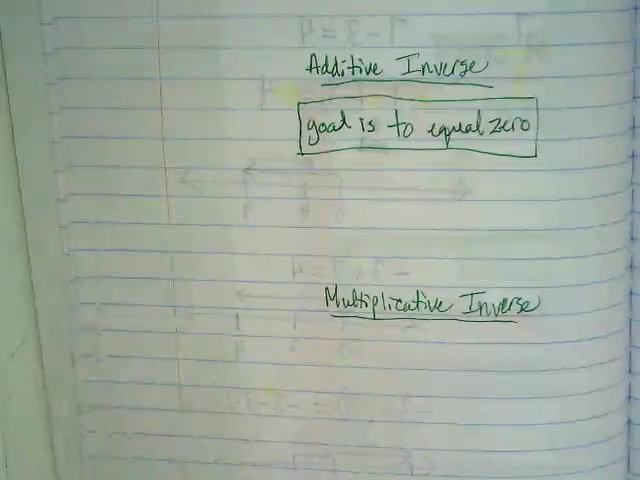 Additive Inverse
goal is to equal zero
Multiplicative Inverse